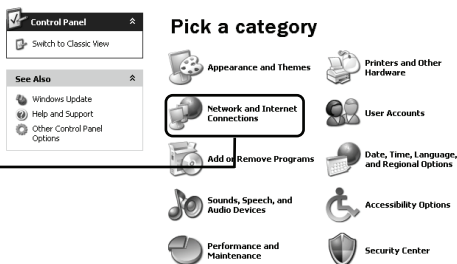 Control Panel
Switch to Classic View
See Also
Windows Update
Help and Support
Other Control Panel
Options
Pick a category
Appearance and Themes
Printers and Other
Hardware
Network and Internet
Connections
User Accounts
Add or Remove Programs
Date, Time, Language,
and Regional Options
Sounds, Speech, and
Audio Devices
Accessibility Options
Performance and
Maintenance
Security Center